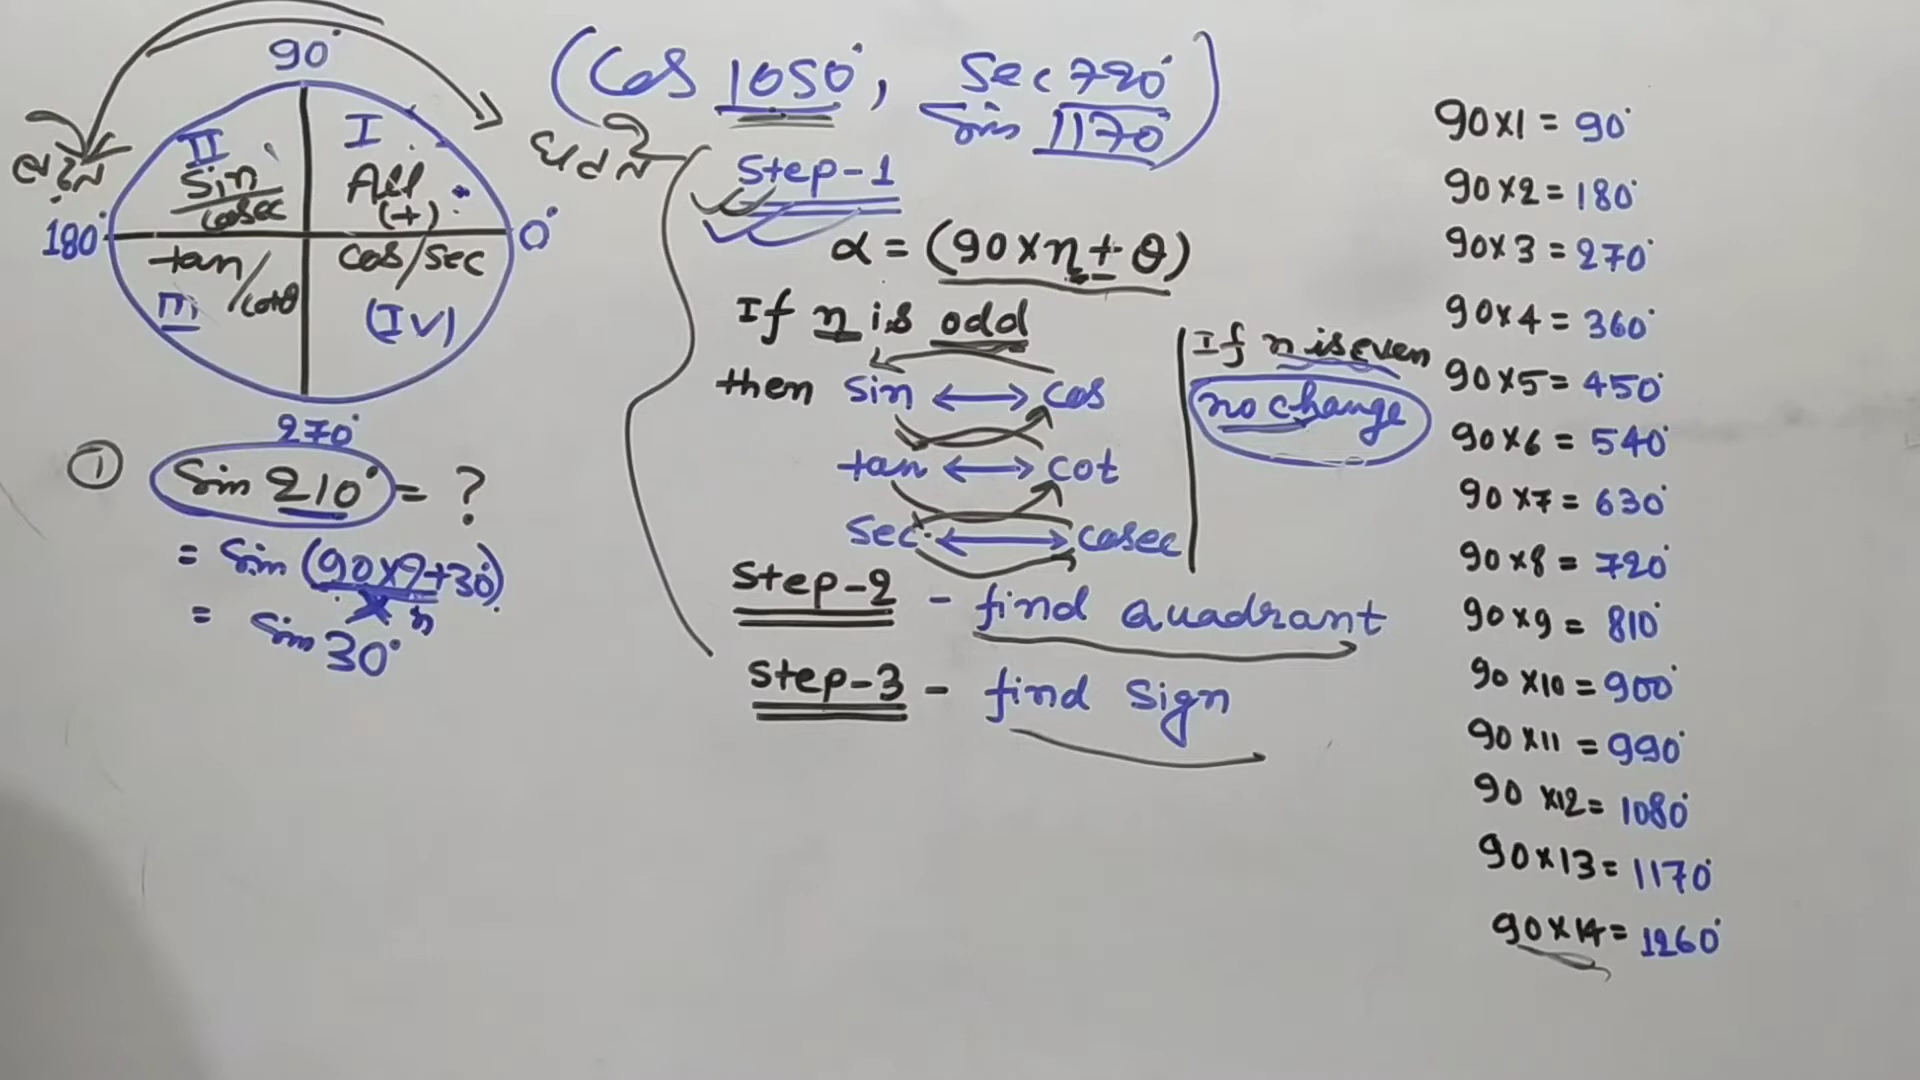 90°
II
Sin
cosec
I
All
(+)
180°
0°
tan/cotθ
III
cos/sec
(IV)
270°
(Cos 1050°, Sec 720°
Sin 1170°)
① Sin 210° = ?
= Sin (90×2+30°)
n
= Sin 30°
Step-1
α = (90×n±θ)
If n is odd
then sin ↔ cos
tan ↔ cot
Sec ↔ cosec
If n is even
no change
Step-2 - find Quadrant
Step-3 - find Sign
90×1 = 90°
90×2 = 180°
90×3 = 270°
90×4 = 360°
90×5 = 450°
90×6 = 540°
90×7 = 630°
90×8 = 720°
90×9 = 810°
90×10 = 900°
90×11 = 990°
90×12 = 1080°
90×13 = 1170°
90×14 = 1260°